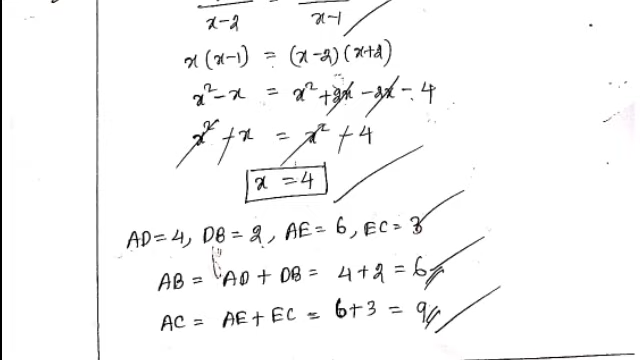 x-2 x-1
x(x-1) = (x-2)(x+2)
x²-x = x²+2x-2x-4
x²+x = x²+4
x = 4
AD=4, DB=2, AE=6, EC=3
AB = AD + DB = 4+2 = 6
AC = AE+EC = 6+3 = 9